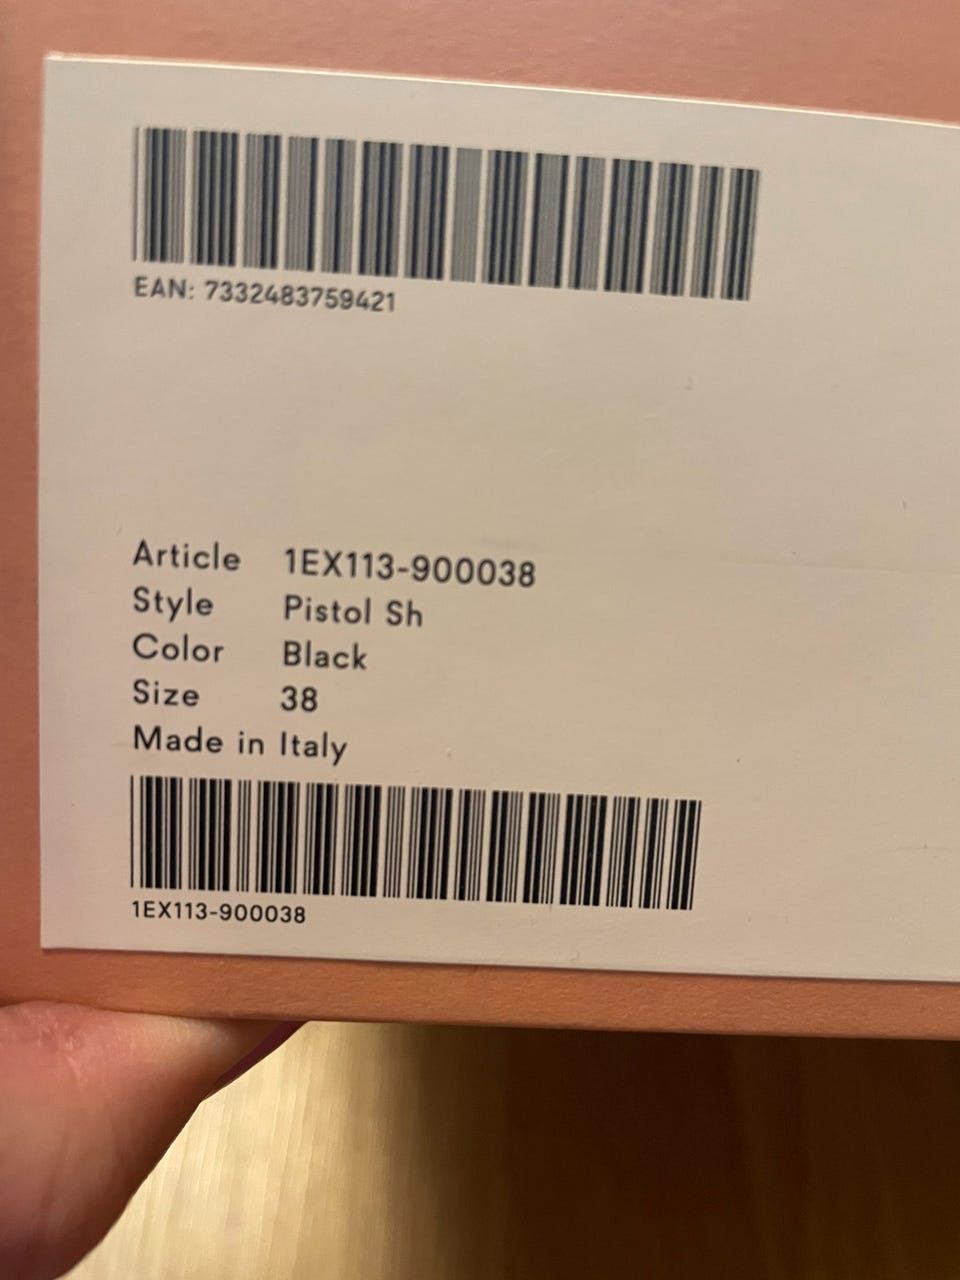 EAN: 7332483759421
Article 1EX113-900038
Style Pistol Sh
Color Black
Size 38
Made in Italy
1EX113-900038